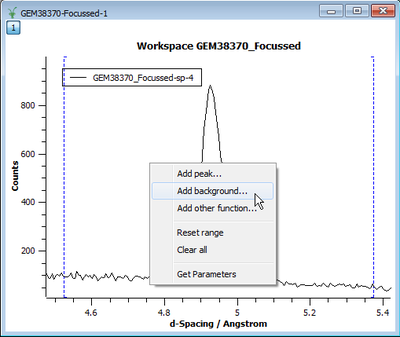 GEM38370-Focussed-1
1
Workspace GEM38370_Focussed
GEM38370_Focussed-sp-4
800
600
400
200
Counts
Add peak...
Add background...
Add other function...
Reset range
Clear all
Get Parameters
4.6
4.8
5
5.2
5.4
d-Spacing / Angstrom